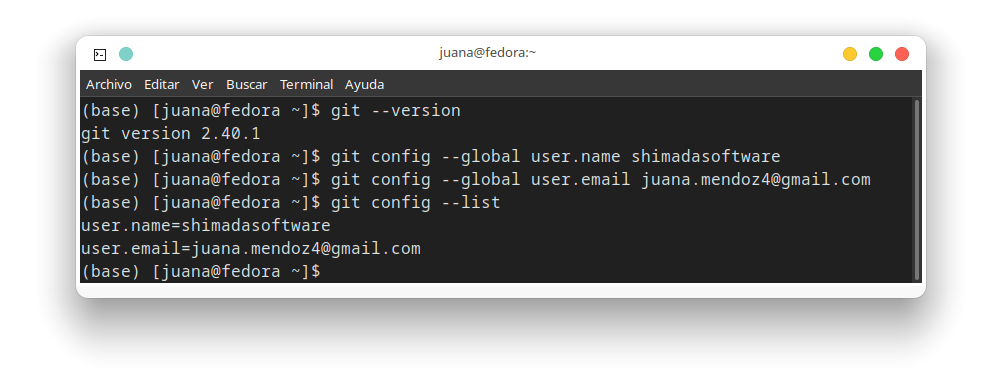 juana@fedora:~
Archivo Editar Ver Buscar Terminal Ayuda
(base) [juana@fedora ~]$ git --version
git version 2.40.1
(base) [juana@fedora ~]$ git config --global user.name shimadasoftware
(base) [juana@fedora ~]$ git config --global user.email juana.mendoz4@gmail.com
(base) [juana@fedora ~]$ git config --list
user.name=shimadasoftware
user.email=juana.mendoz4@gmail.com
(base) [juana@fedora ~]$